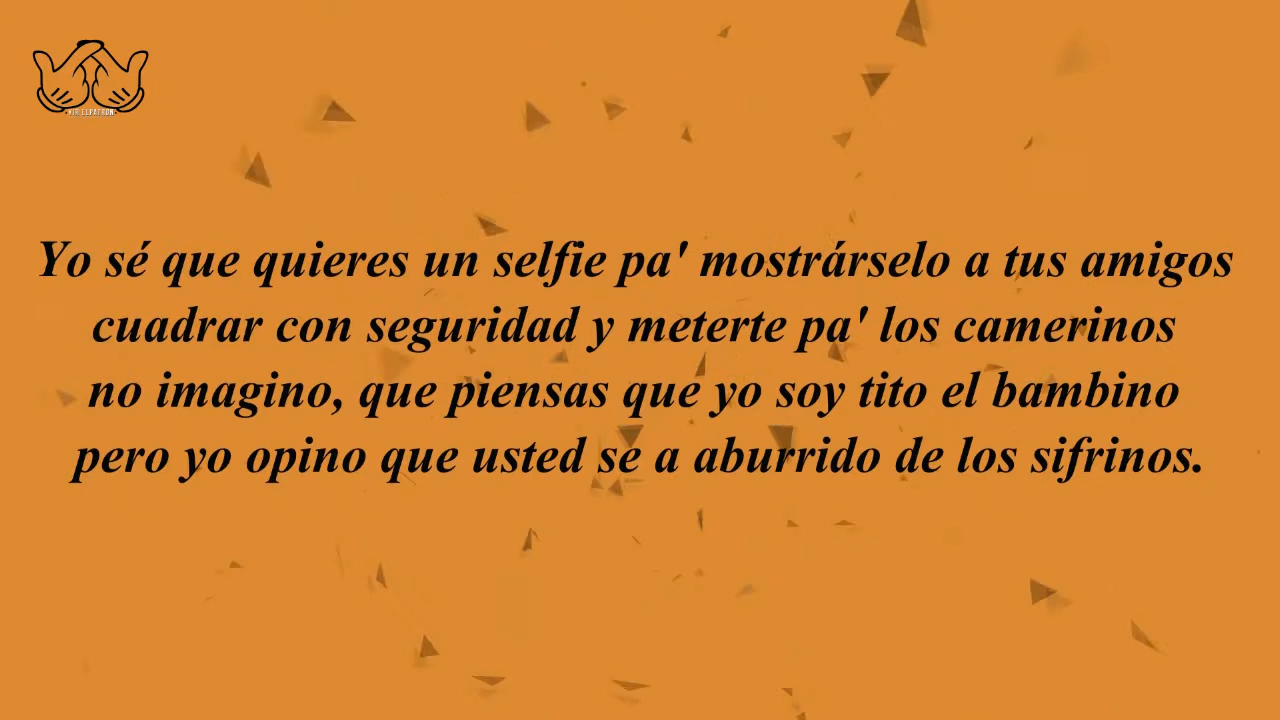 Yo sé que quieres un selfie pa' mostrárselo a tus amigos
cuadrar con seguridad y meterte pa' los camerinos
no imagino, que piensas que yo soy tito el bambino
pero yo opino que usted se a aburrido de los sifrinos.